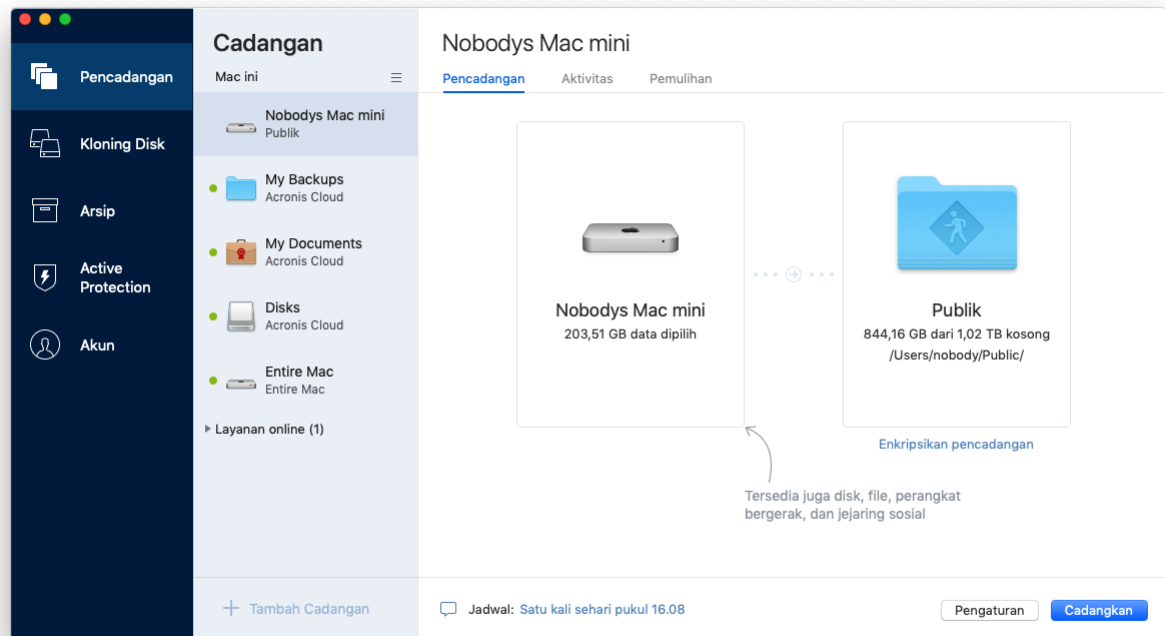 Pencadangan
Kloning Disk
Arsip
Active
Protection
Akun
Cadangan
Mac ini
Nobodys Mac mini
Publik
My Backups
Acronis Cloud
My Documents
Acronis Cloud
Disks
Acronis Cloud
Entire Mac
Entire Mac
Layanan online (1)
Tambah Cadangan
Nobodys Mac mini
Pencadangan Aktivitas Pemulihan
Nobodys Mac mini
203,51 GB data dipilih
Publik
844,16 GB dari 1,02 TB kosong
/Users/nobody/Public/
Enkripsikan pencadangan
Tersedia juga disk, file, perangkat
bergerak, dan jejaring sosial
Jadwal: Satu kali sehari pukul 16.08
Pengaturan Cadangkan